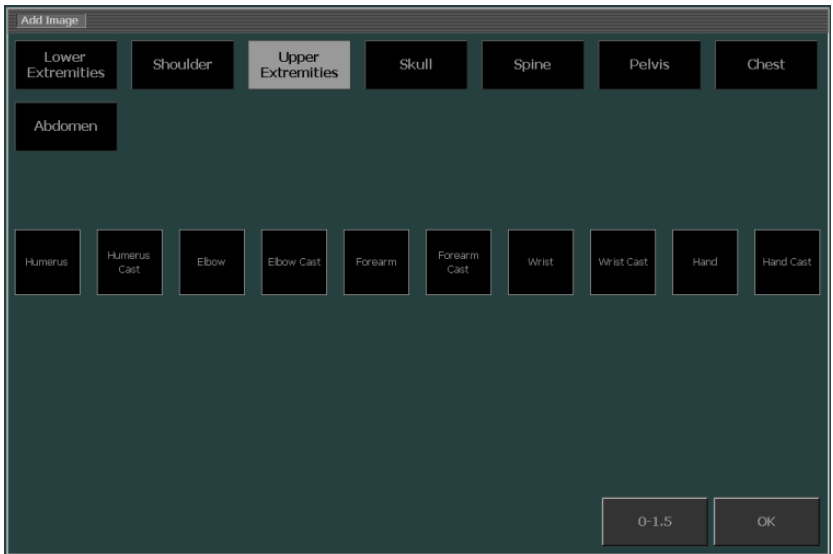 Add Image
Lower
Extremities
Shoulder
Upper
Extremities
Skull
Spine
Pelvis
Chest
Abdomen
Humerus
Humerus
Cast
Elbow
Elbow Cast
Forearm
Forearm
Cast
Wrist
Wrist Cast
Hand
Hand Cast
0-1.5
OK